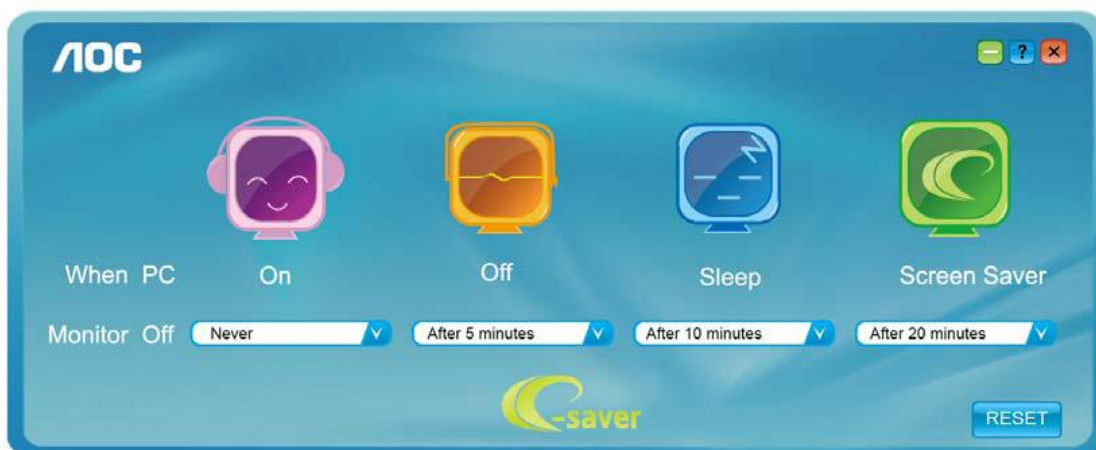 AOC
?
When PC On Off Sleep Screen Saver
Monitor Off Never After 5 minutes After 10 minutes After 20 minutes
e-saver
RESET